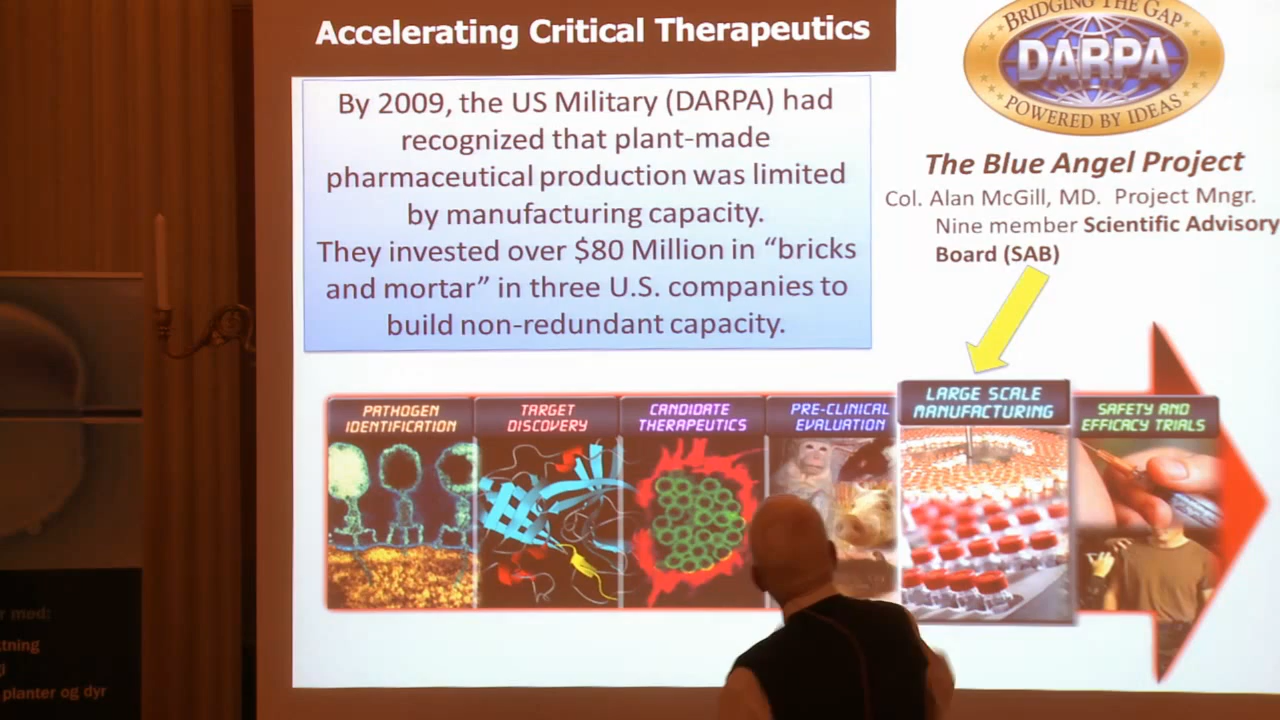 Accelerating Critical Therapeutics
By 2009, the US Military (DARPA) had
recognized that plant-made
pharmaceutical production was limited
by manufacturing capacity.
They invested over $80 Million in “bricks
and mortar” in three U.S. companies to
build non-redundant capacity.
BRIDGING THE GAP
DARPA
POWERED BY IDEAS
The Blue Angel Project
Col. Alan McGill, MD. Project Mngr.
Nine member Scientific Advisory
Board (SAB)
PATHOGEN
IDENTIFICATION
TARGET
DISCOVERY
CANDIDATE
THERAPEUTICS
PRE-CLINICAL
EVALUATION
LARGE SCALE
MANUFACTURING
SAFETY AND
EFFICACY TRIALS
med:
planter og dyr